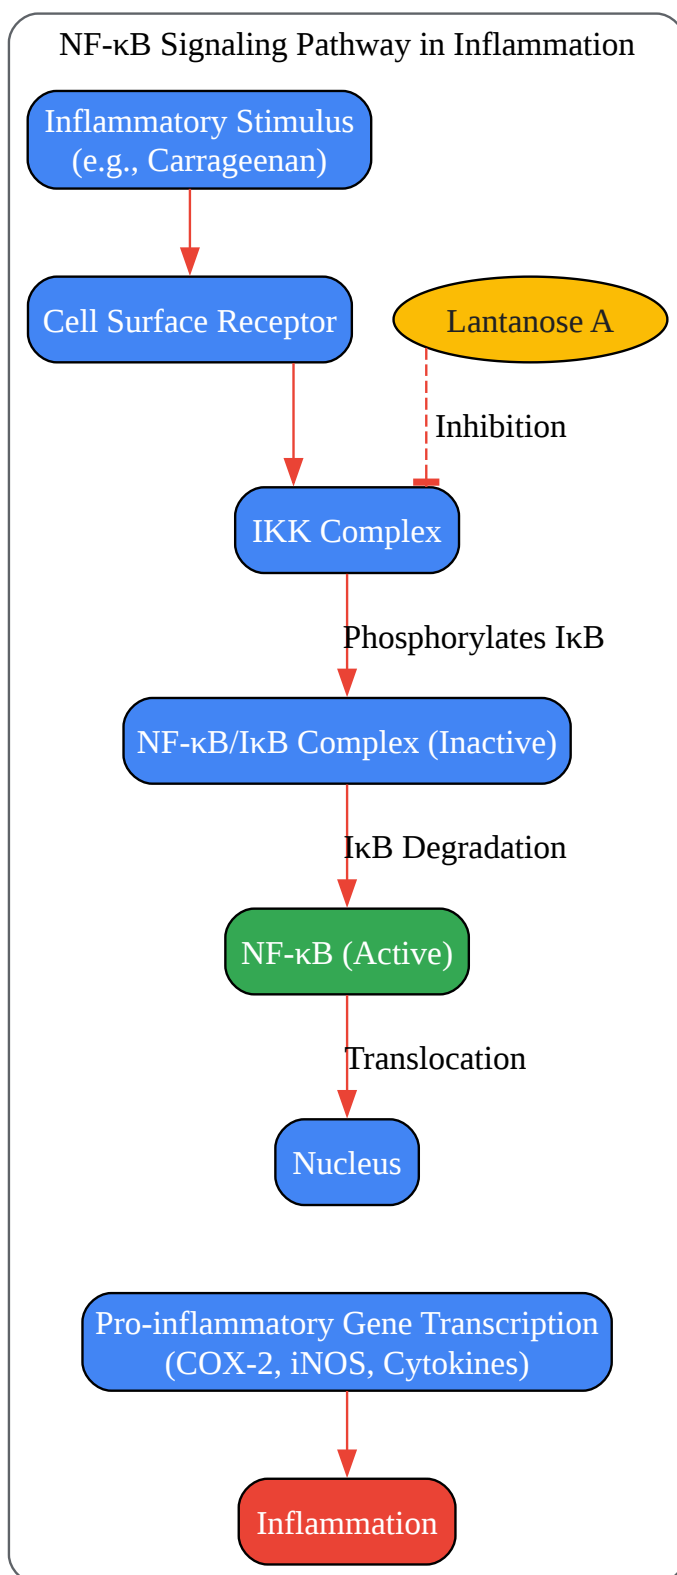 NF-κB Signaling Pathway in Inflammation
Inflammatory Stimulus
(e.g., Carrageenan)
Cell Surface Receptor
Lantanose A
Inhibition
IKK Complex
Phosphorylates IκB
NF-κB/IκB Complex (Inactive)
IκB Degradation
NF-κB (Active)
Translocation
Nucleus
Pro-inflammatory Gene Transcription
(COX-2, iNOS, Cytokines)
Inflammation